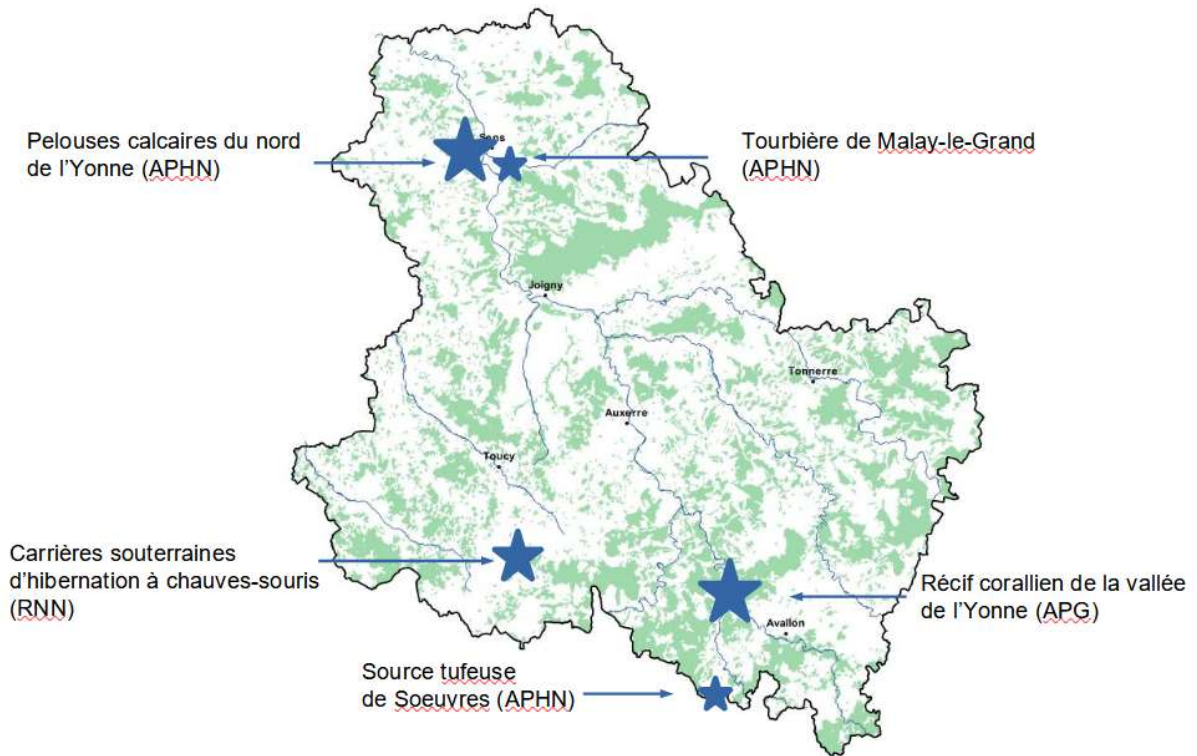 Pelouses calcaires du nord
de l'Yonne (APHN)
Sens
Tourbière de Malay-le-Grand
(APHN)
Joigny
Tonnerre
Auxerre
Toucy
Carrières souterraines
d'hibernation à chauves-souris
(RNN)
Récif corallien de la vallée
de l'Yonne (APG)
Avallon
Source tufeuse
de Soeuvres (APHN)